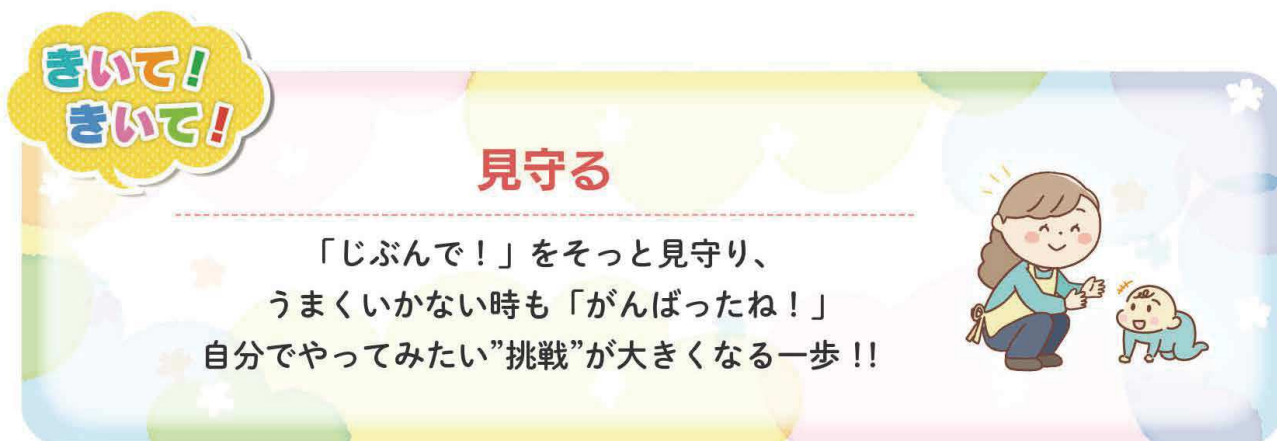 きいて!
きいて!
見守る
「じぶんで！」をそっと見守り、
うまくいかない時も「がんばったね！」
自分でやってみたい”挑戦”が大きくなる一歩 !!